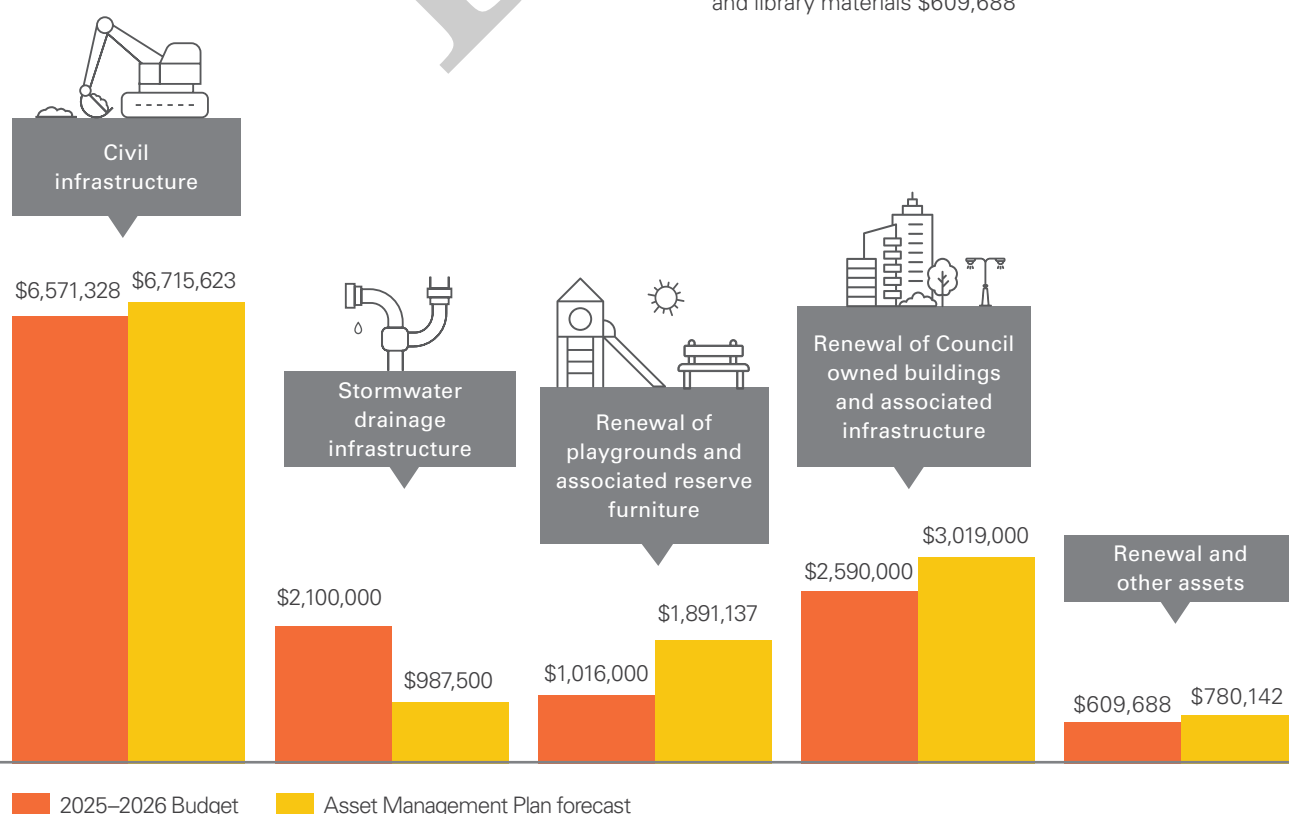 and library materials $609,688
Civil
infrastructure
$6,571,328
$6,715,623
Stormwater
drainage
infrastructure
$2,100,000
$987,500
Renewal of
playgrounds and
associated reserve
furniture
$1,016,000
$1,891,137
Renewal of Council
owned buildings
and associated
infrastructure
$2,590,000
$3,019,000
Renewal and
other assets
$609,688
$780,142
2025–2026 Budget
Asset Management Plan forecast